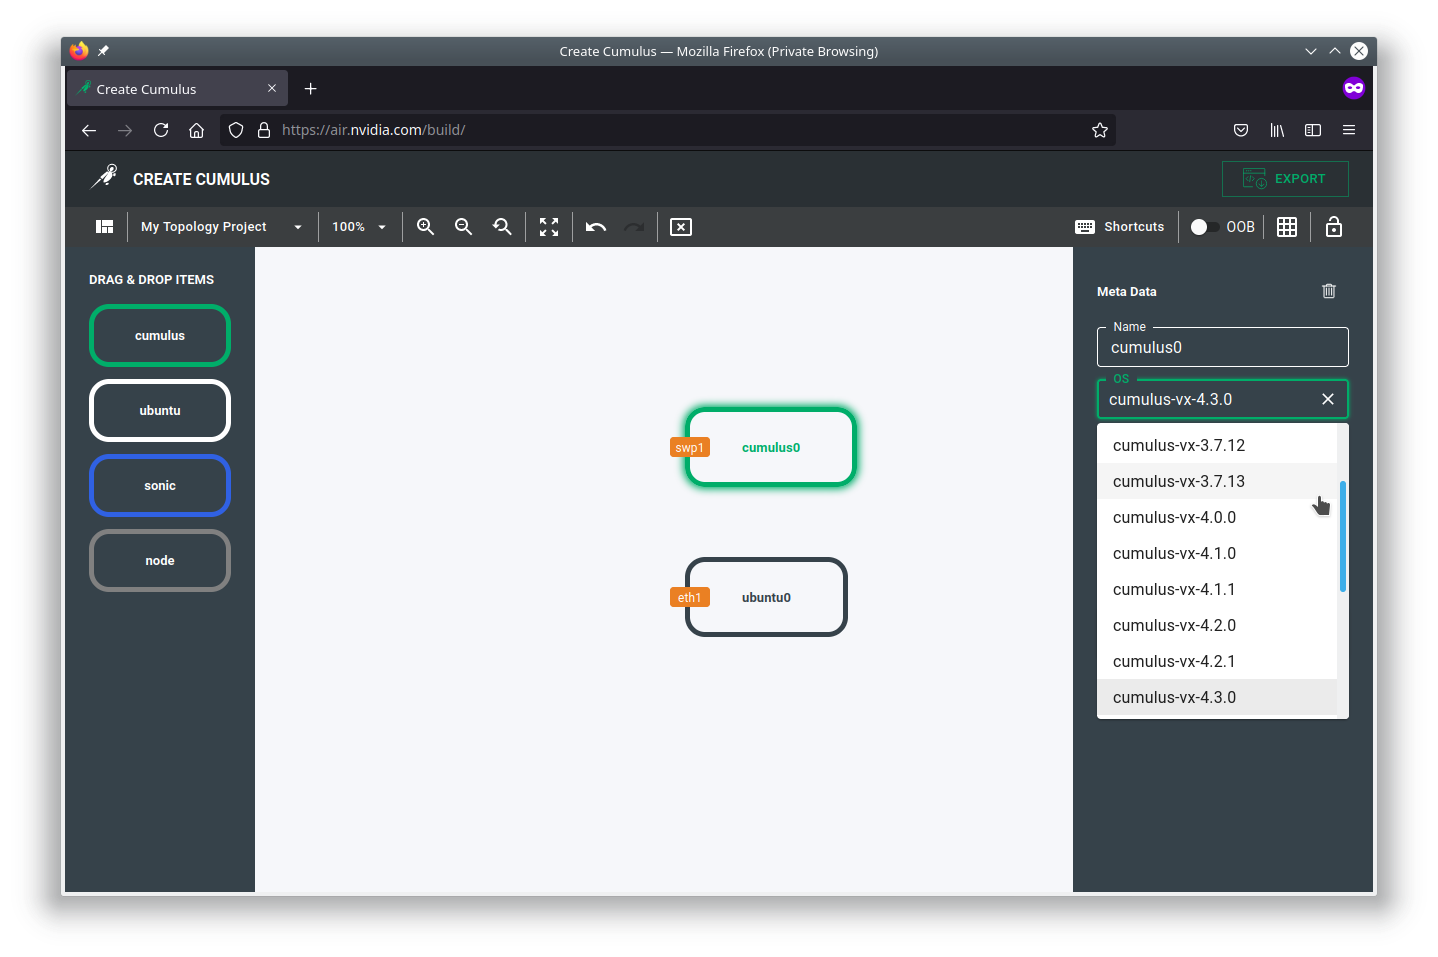 Create Cumulus — Mozilla Firefox (Private Browsing)
Create Cumulus
https://air.nvidia.com/build/
CREATE CUMULUS
EXPORT
My Topology Project
100%
Shortcuts
OOB
DRAG & DROP ITEMS
cumulus
ubuntu
sonic
node
swp1
cumulus0
eth1
ubuntu0
Meta Data
Name
cumulus0
OS
cumulus-vx-4.3.0
cumulus-vx-3.7.12
cumulus-vx-3.7.13
cumulus-vx-4.0.0
cumulus-vx-4.1.0
cumulus-vx-4.1.1
cumulus-vx-4.2.0
cumulus-vx-4.2.1
cumulus-vx-4.3.0